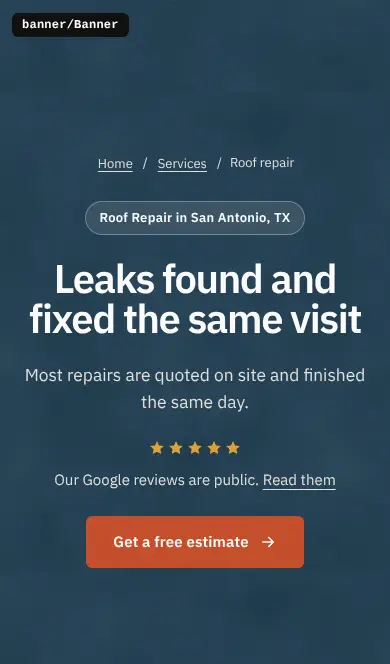 banner/Banner
Home / Services / Roof repair
Roof Repair in San Antonio, TX
Leaks found and
fixed the same visit
Most repairs are quoted on site and finished
the same day.
Our Google reviews are public. Read them
Get a free estimate →